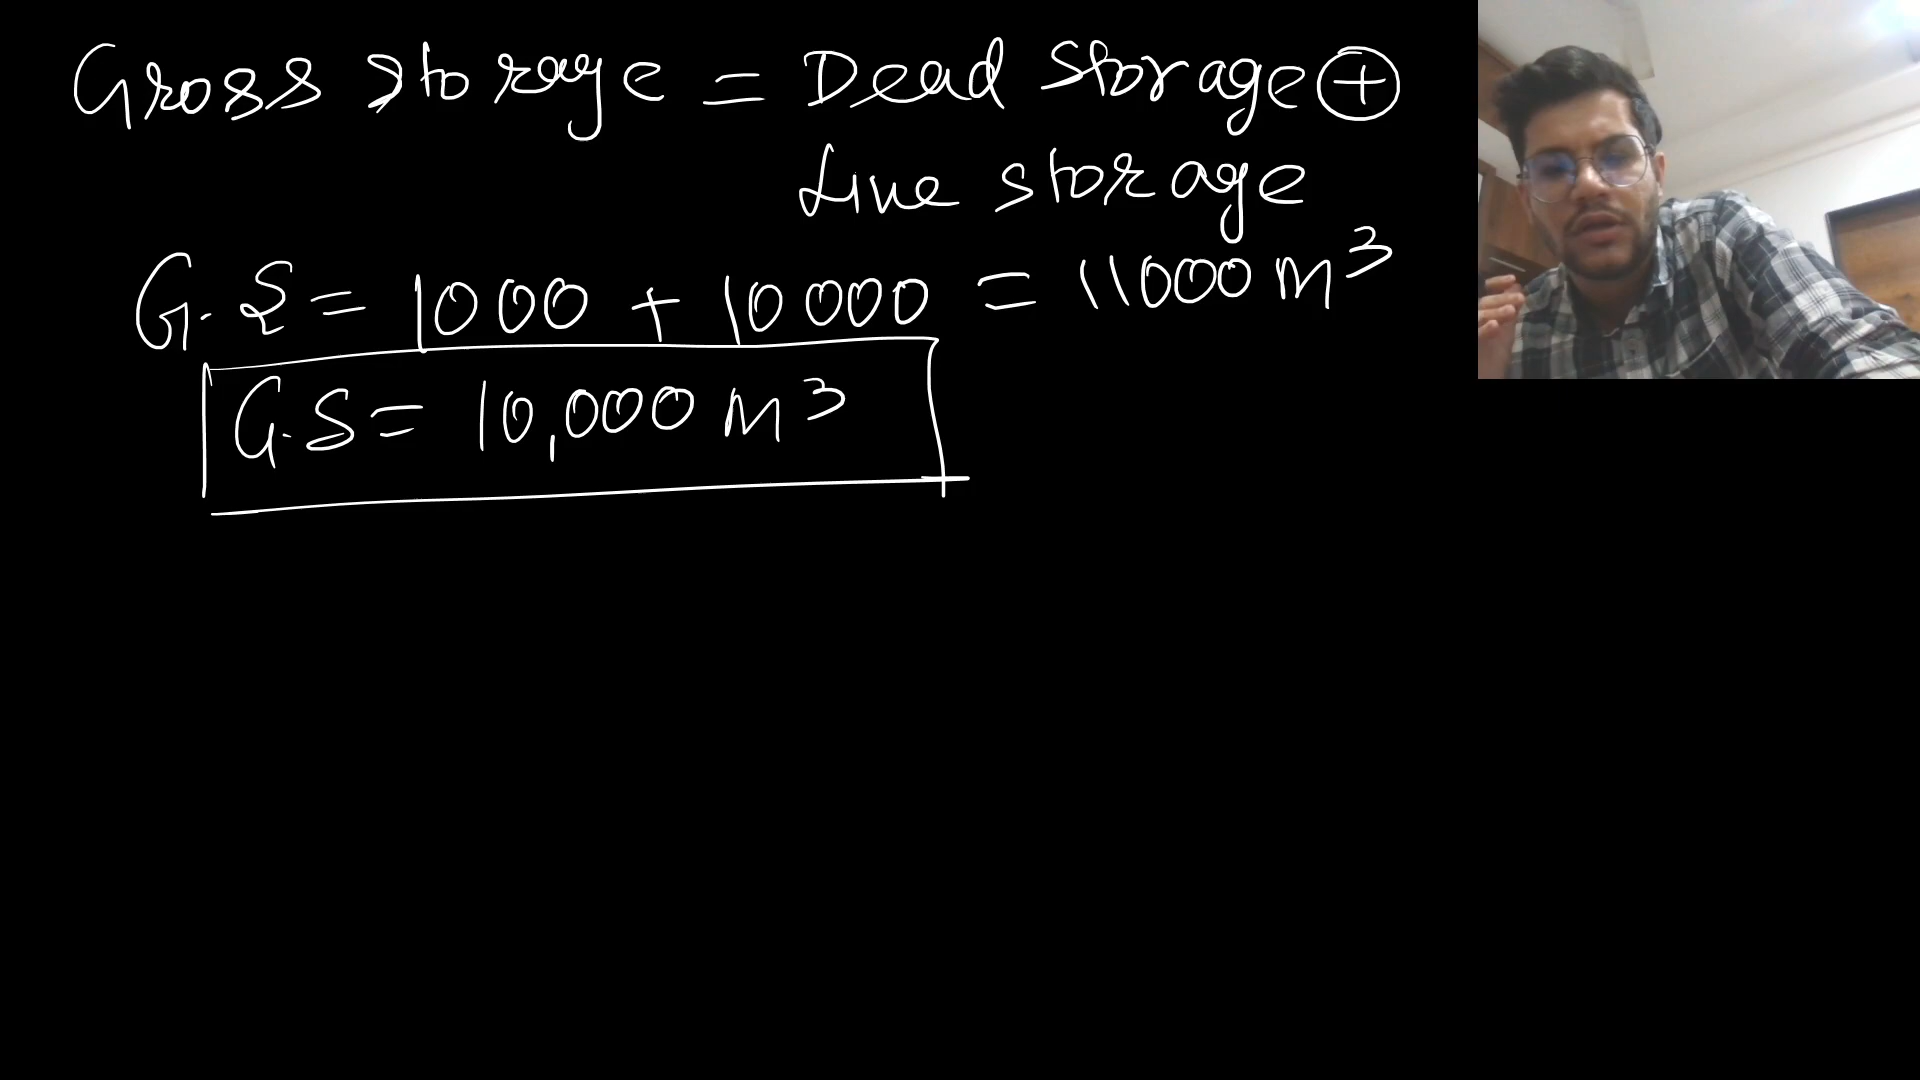 Gross storage = Dead storage ⊕
Live storage
G.S = 1000 + 10000 = 11000 m³
G.S = 10,000 m³